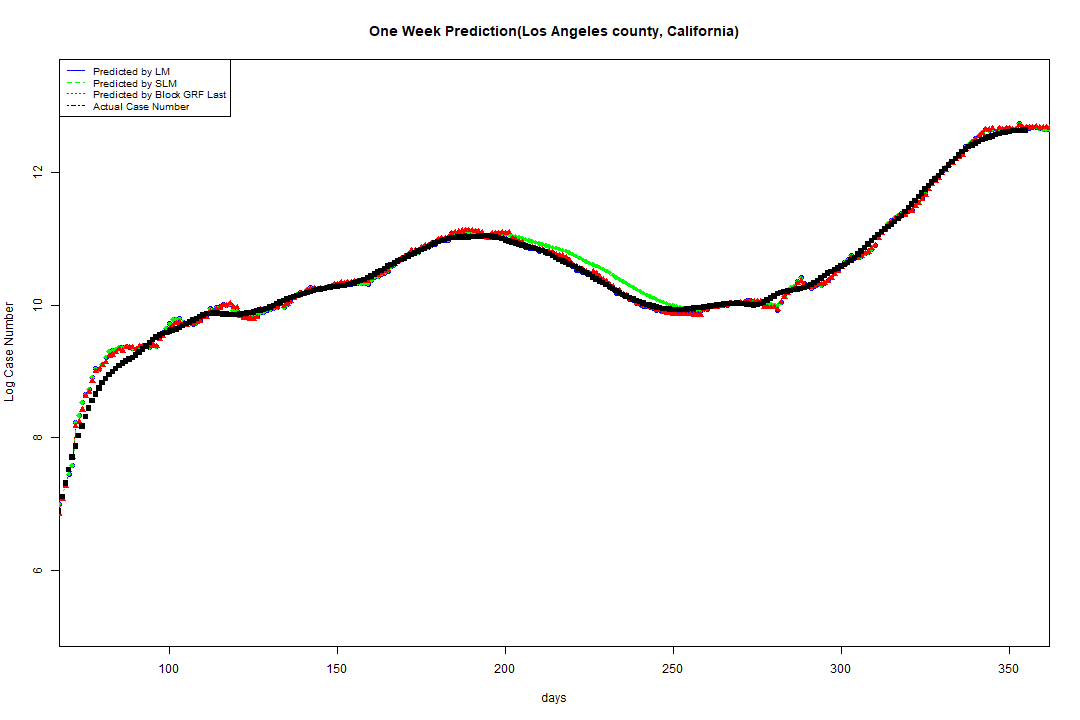 One Week Prediction(Los Angeles county, California)
Predicted by LM
Predicted by SLM
Predicted by Block GRF Last
Actual Case Number
12
10
8
6
Log Case Number
100 150 200 250 300 350
days